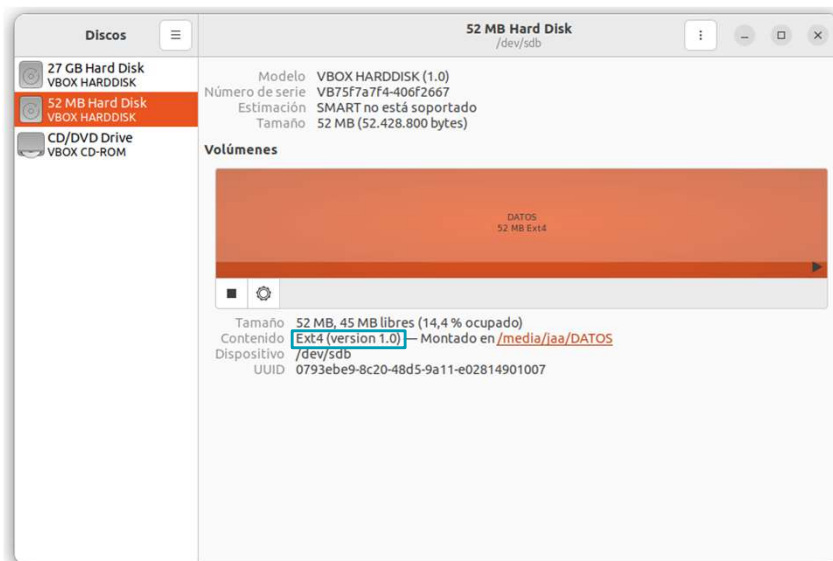 Discos
52 MB Hard Disk
/dev/sdb
27 GB Hard Disk
VBOX HARDDISK
52 MB Hard Disk
VBOX HARDDISK
CD/DVD Drive
VBOX CD-ROM
Modelo VBOX HARDDISK (1.0)
Número de serie VB75f7a7f4-406f2667
Estimación SMART no está soportado
Tamaño 52 MB (52.428.800 bytes)
Volúmenes
DATOS
52 MB Ext4
Tamaño 52 MB, 45 MB libres (14,4 % ocupado)
Contenido Ext4 (version 1.0) — Montado en /media/jaa/DATOS
Dispositivo /dev/sdb
UUID 0793ebe9-8c20-48d5-9a11-e02814901007